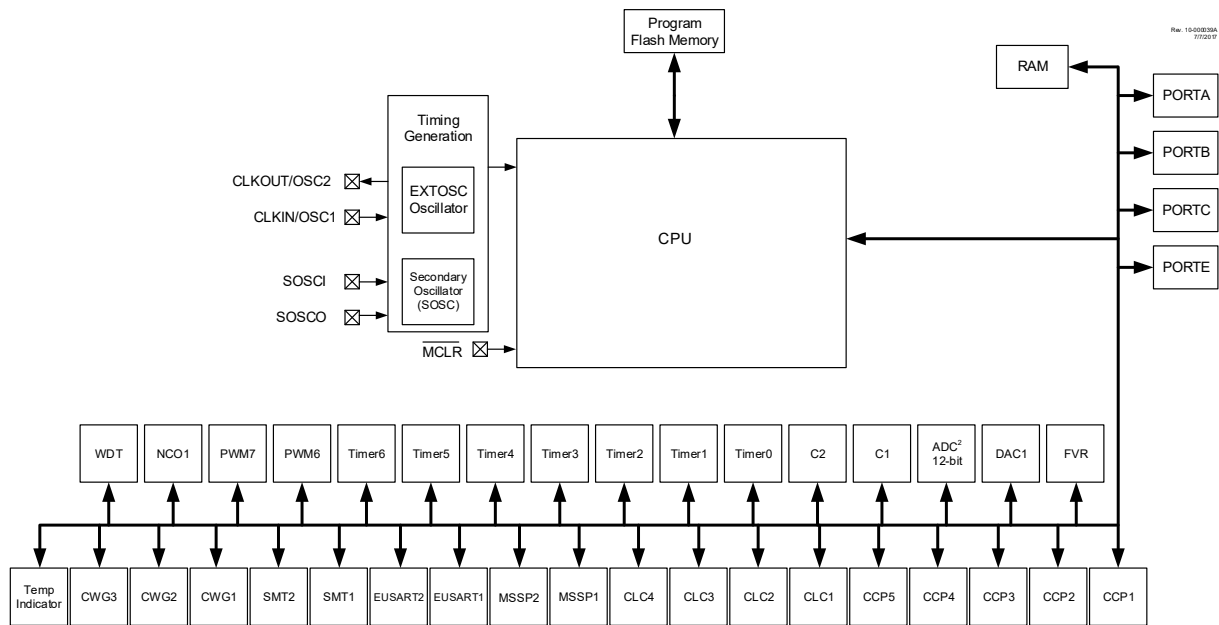 Program
Flash Memory
Rev. 10-000039A
7/7/2017
RAM
PORTA
Timing
Generation
PORTB
CLKOUT/OSC2
EXTOSC
Oscillator
PORTC
CLKIN/OSC1
CPU
PORTE
SOSCI
Secondary
Oscillator
(SOSC)
SOSCO
MCLR
WDT NCO1 PWM7 PWM6 Timer6 Timer5 Timer4 Timer3 Timer2 Timer1 Timer0 C2 C1 ADC² 12-bit DAC1 FVR
Temp Indicator CWG3 CWG2 CWG1 SMT2 SMT1 EUSART2 EUSART1 MSSP2 MSSP1 CLC4 CLC3 CLC2 CLC1 CCP5 CCP4 CCP3 CCP2 CCP1